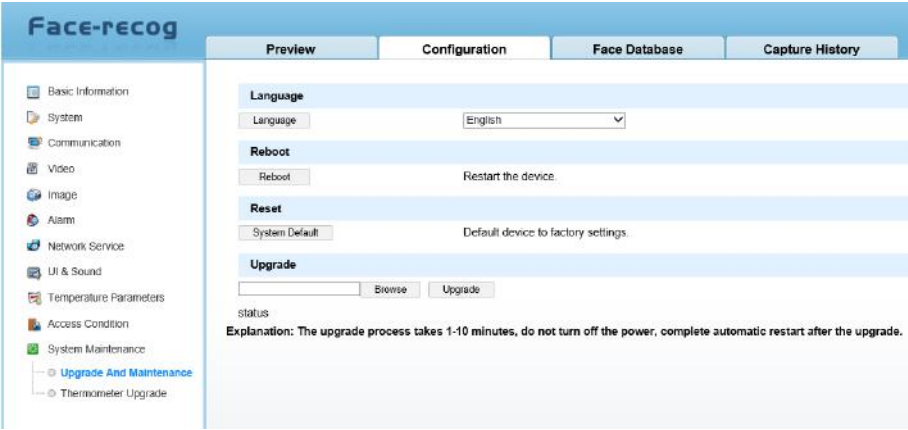 Face-recog
Preview
Configuration
Face Database
Capture History
Basic Information
System
Communication
Video
Image
Alarm
Network Service
UI & Sound
Temperature Parameters
Access Condition
System Maintenance
Upgrade And Maintenance
Thermometer Upgrade
Language
Language English
Reboot
Reboot Restart the device.
Reset
System Default Default device to factory settings.
Upgrade
Browse Upgrade
status
Explanation: The upgrade process takes 1-10 minutes, do not turn off the power, complete automatic restart after the upgrade.